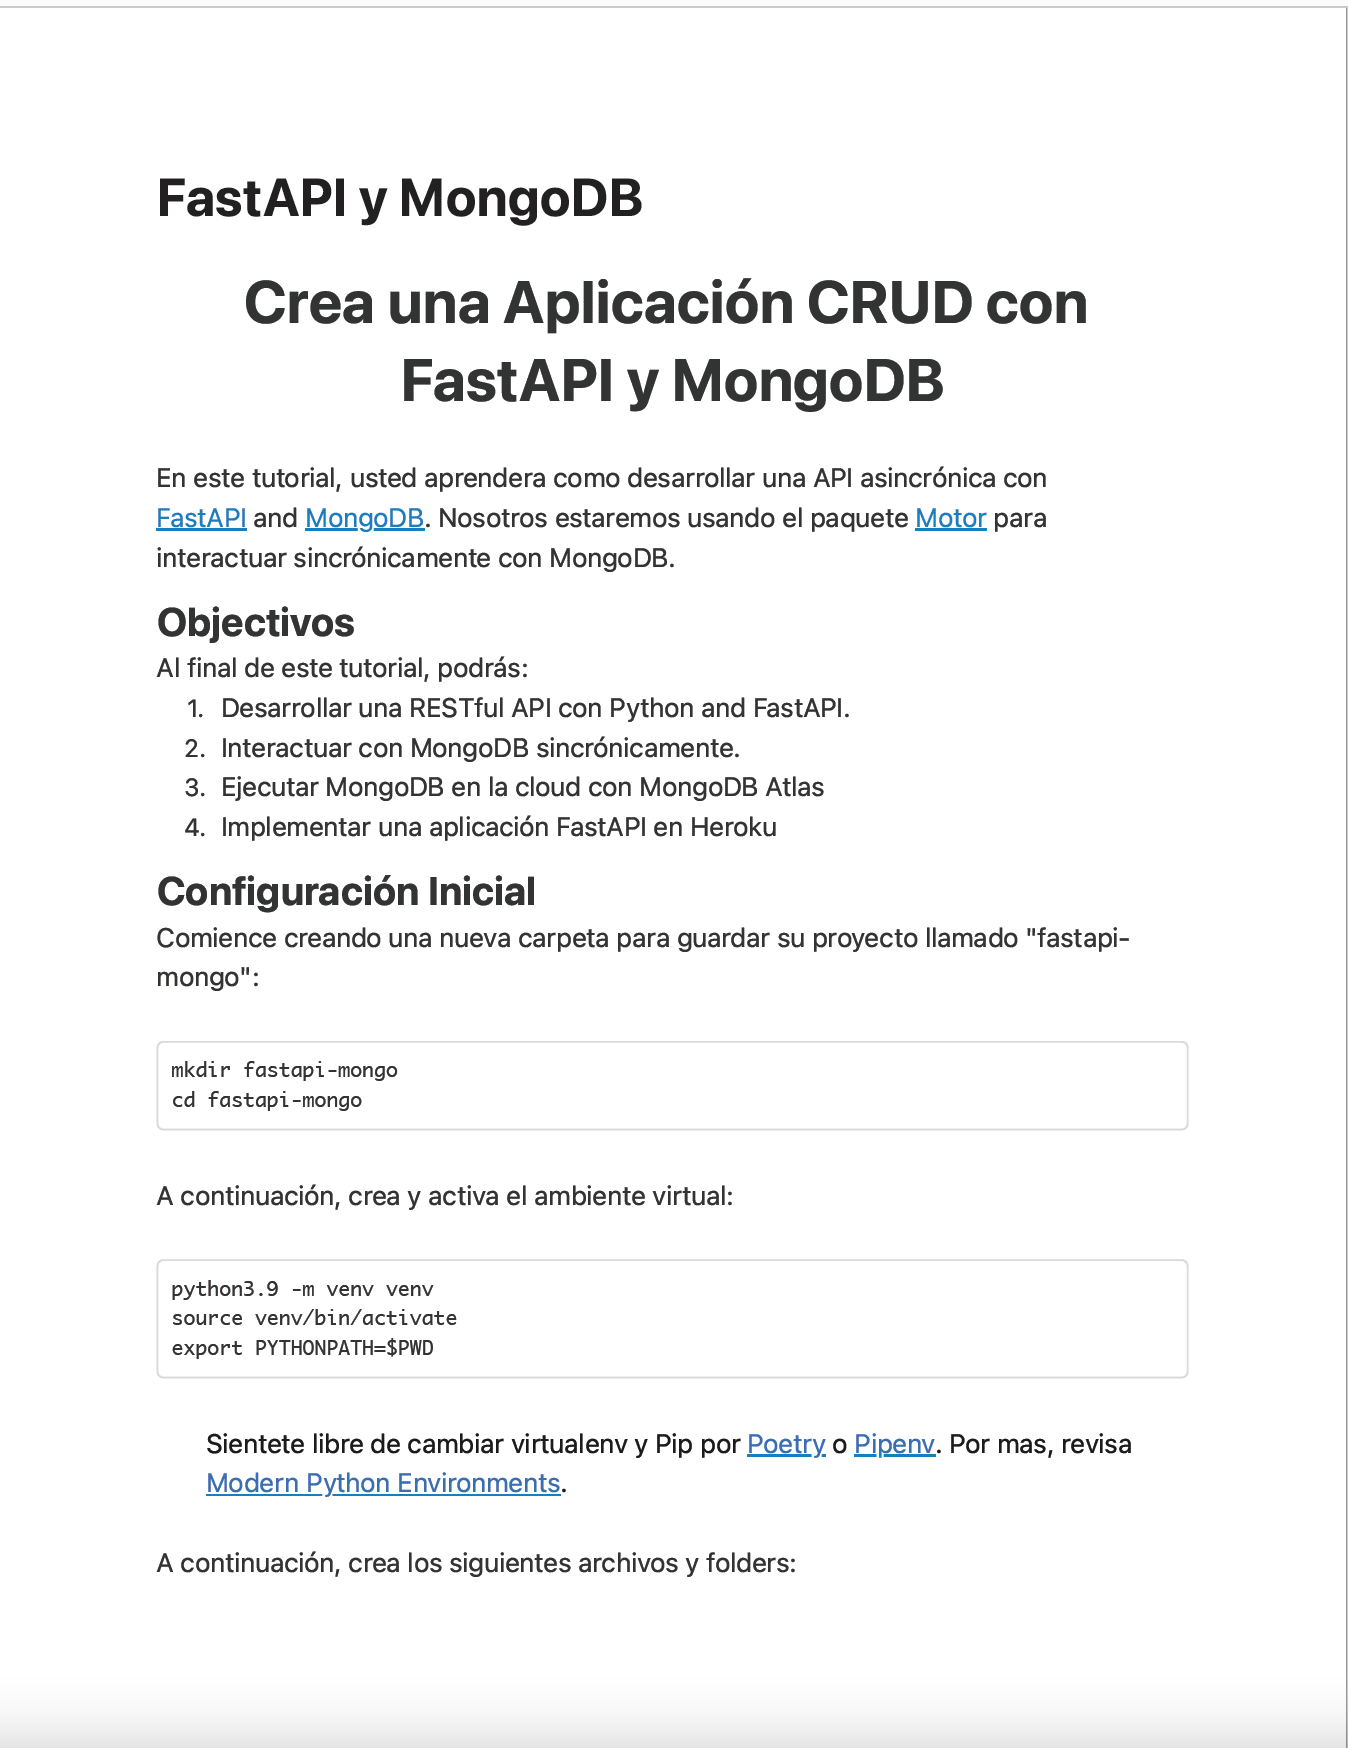 FastAPI y MongoDB
Crea una Aplicación CRUD con
FastAPI y MongoDB
En este tutorial, usted aprendera como desarrollar una API asincrónica con
FastAPI and MongoDB. Nosotros estaremos usando el paquete Motor para
interactuar sincrónicamente con MongoDB.
Objectivos
Al final de este tutorial, podrás:
1. Desarrollar una RESTful API con Python and FastAPI.
2. Interactuar con MongoDB sincrónicamente.
3. Ejecutar MongoDB en la cloud con MongoDB Atlas
4. Implementar una aplicación FastAPI en Heroku
Configuración Inicial
Comience creando una nueva carpeta para guardar su proyecto llamado "fastapi-
mongo":
mkdir fastapi-mongo
cd fastapi-mongo
A continuación, crea y activa el ambiente virtual:
python3.9 -m venv venv
source venv/bin/activate
export PYTHONPATH=$PWD
Sientete libre de cambiar virtualenv y Pip por Poetry o Pipenv. Por mas, revisa
Modern Python Environments.
A continuación, crea los siguientes archivos y folders: